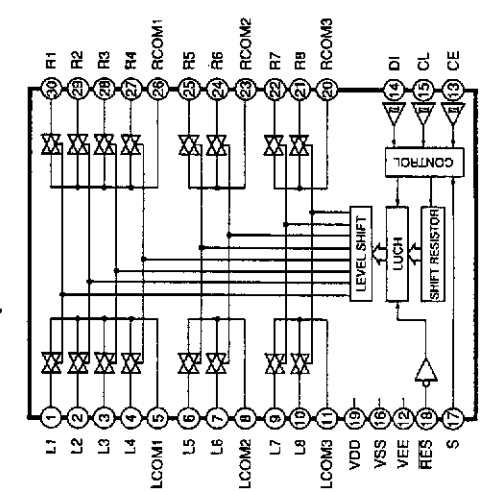 R1
R2
R3
R4
RCOM1
R5
R6
RCOM2
R7
R8
RCOM3
DI
CL
CE
30
29
28
27
26
25
24
23
22
21
20
14
15
13
CONTROL
LEVEL SHIFT
LUCH
SHIFT RESISTOR
1
2
3
4
5
6
7
8
9
10
11
19
16
12
18
17
L1
L2
L3
L4
LCOM1
L5
L6
LCOM2
L7
L8
LCOM3
VDD
VSS
VEE
RES
S